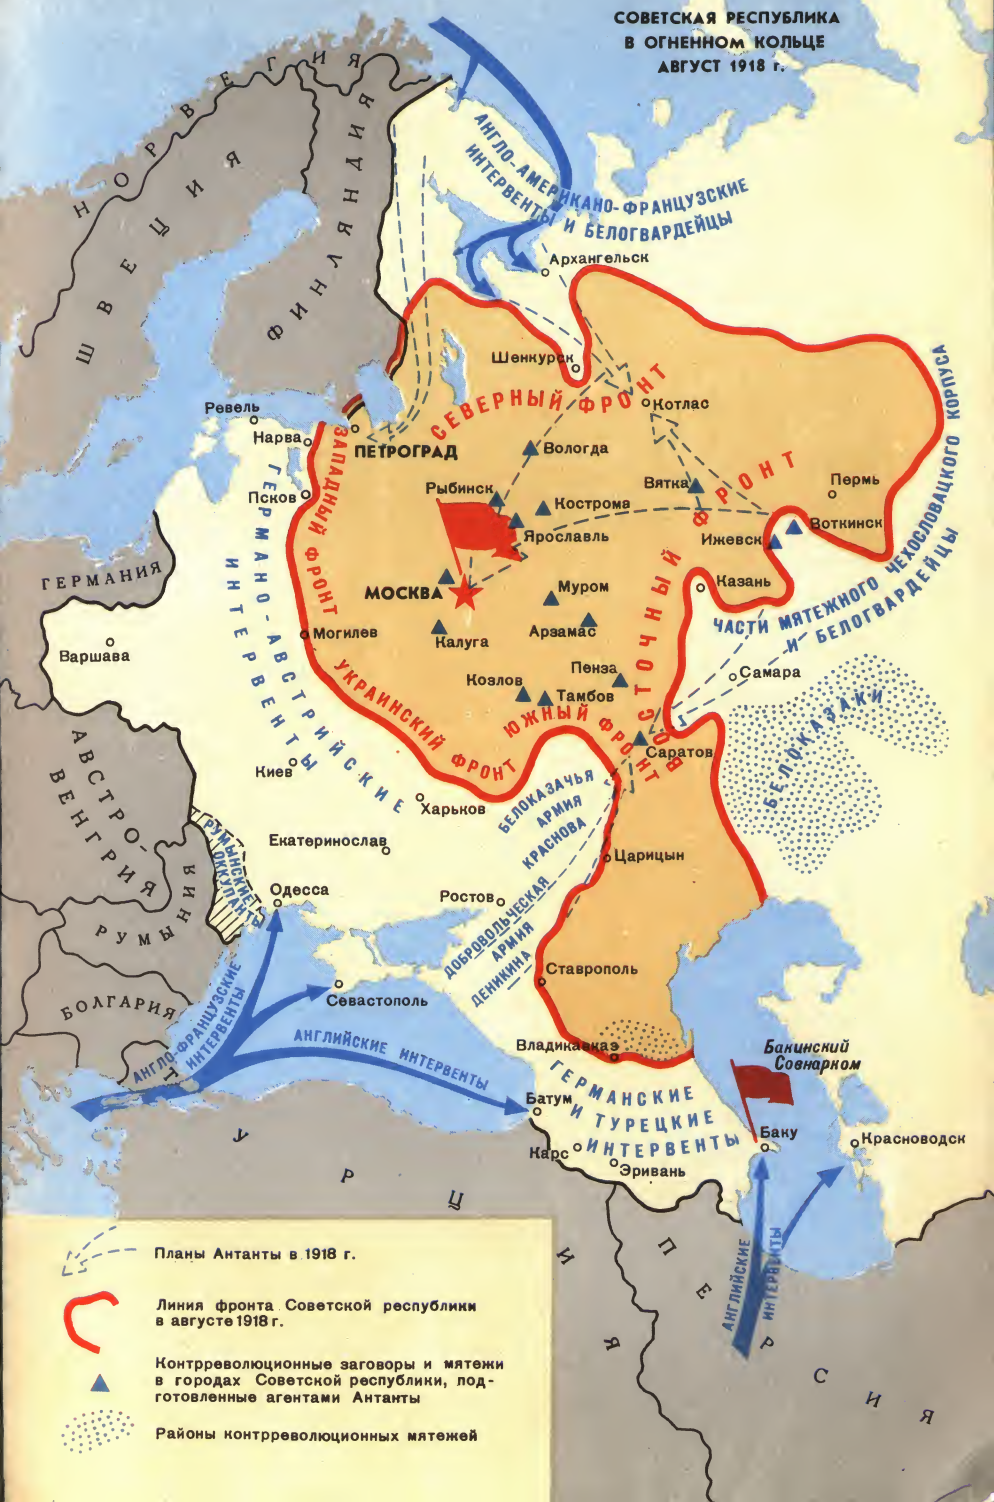 СОВЕТСКАЯ РЕСПУБЛИКА
В ОГНЕННОМ КОЛЬЦЕ
АВГУСТ 1918 г.
НОРВЕГИЯ
ШВЕЦИЯ
ФИНЛЯНДИЯ
АНГЛО-АМЕРИКАНО-ФРАНЦУЗСКИЕ
ИНТЕРВЕНТЫ И БЕЛОГВАРДЕЙЦЫ
Архангельск
Шенкурск
СЕВЕРНЫЙ ФРОНТ
Котлас
Ревель
Нарва
ПЕТРОГРАД
Вологда
Псков
ЗАПАДНЫЙ ФРОНТ
Рыбинск
Кострома
Вятка
Пермь
Ярославль
Ижевск
Воткинск
ВОСТОЧНЫЙ ФРОНТ
ЧАСТИ МЯТЕЖНОГО ЧЕХОСЛОВАЦКОГО КОРПУСА
И БЕЛОГВАРДЕЙЦЫ
ГЕРМАНИЯ
ГЕРМАНО-АВСТРИЙСКИЕ
ИНТЕРВЕНТЫ
МОСКВА
Муром
Казань
Варшава
Могилев
Калуга
Арзамас
Пенза
Самара
Козлов
Тамбов
УКРАИНСКИЙ ФРОНТ
ЮЖНЫЙ ФРОНТ
Саратов
БЕЛОКАЗАКИ
АВСТРО-
ВЕНГРИЯ
Киев
Харьков
БЕЛОКАЗАЧЬЯ
АРМИЯ
КРАСНОВА
РУМЫНСКИЕ
ОККУПАНТЫ
Екатеринослав
Царицын
Одесса
Ростов
ДОБРОВОЛЬЧЕСКАЯ
АРМИЯ
ДЕНИКИНА
РУМЫНИЯ
Ставрополь
БОЛГАРИЯ
Севастополь
АНГЛО-ФРАНЦУЗСКИЕ
ИНТЕРВЕНТЫ
АНГЛИЙСКИЕ ИНТЕРВЕНТЫ
Владикавказ
Бакинский
Совнарком
ГЕРМАНСКИЕ
И ТУРЕЦКИЕ
ИНТЕРВЕНТЫ
Батум
Баку
Красноводск
Карс
Эривань
ТУРЦИЯ
ПЕРСИЯ
АНГЛИЙСКИЕ
ИНТЕРВЕНТЫ
Планы Антанты в 1918 г.
Линия фронта Советской республики
в августе 1918 г.
Контрреволюционные заговоры и мятежи
в городах Советской республики, под-
готовленные агентами Антанты
Районы контрреволюционных мятежей